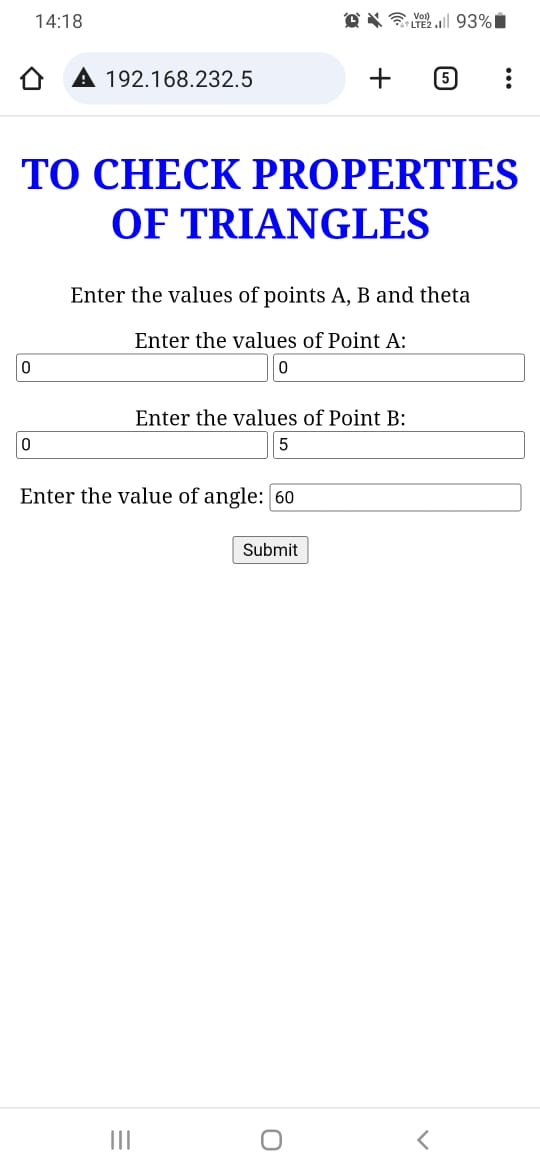 14:18 Vo)) LTE2 93%
192.168.232.5 5
TO CHECK PROPERTIES
OF TRIANGLES
Enter the values of points A, B and theta
Enter the values of Point A:
0 0
Enter the values of Point B:
0 5
Enter the value of angle: 60
Submit